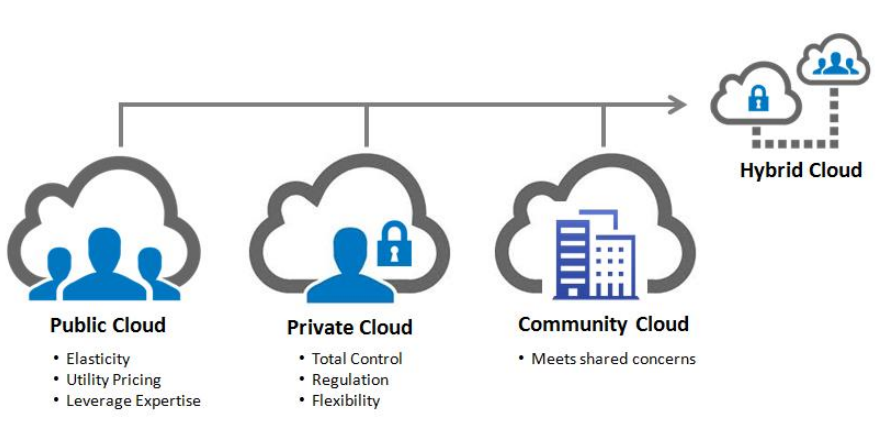 Hybrid Cloud
Public Cloud
• Elasticity
• Utility Pricing
• Leverage Expertise
Private Cloud
• Total Control
• Regulation
• Flexibility
Community Cloud
• Meets shared concerns